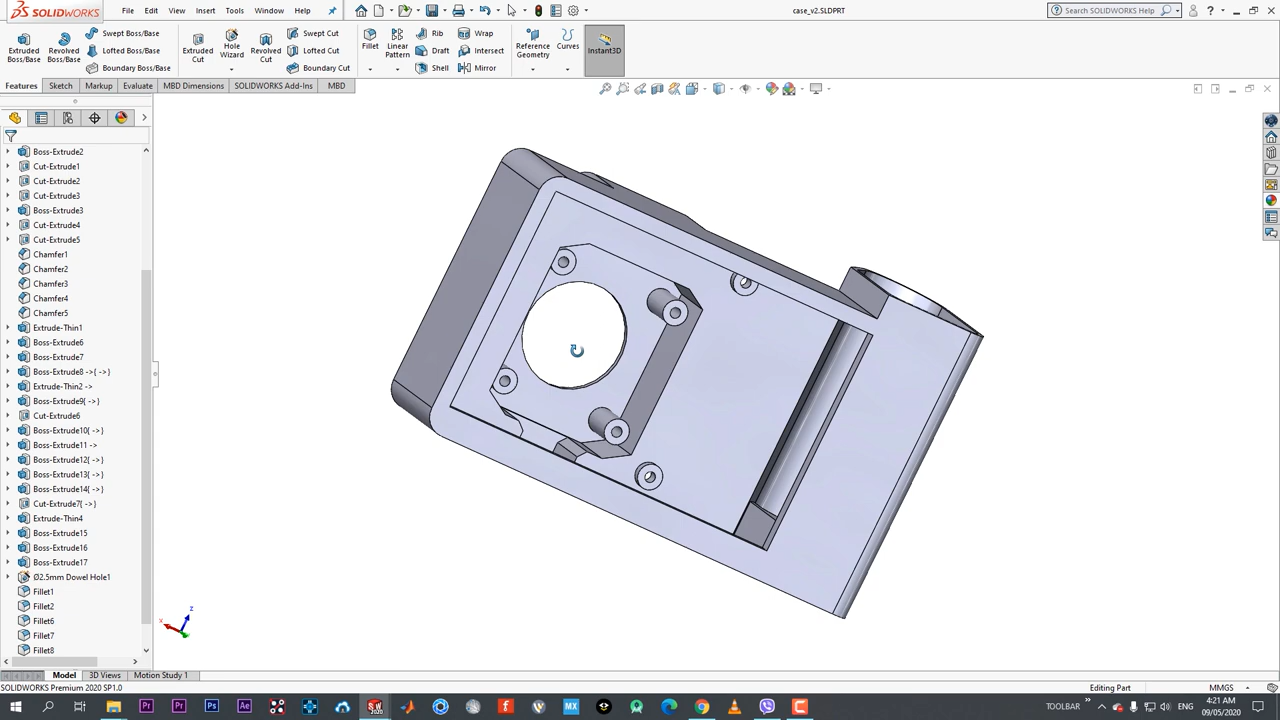 SOLIDWORKS
File
Edit
View
Insert
Tools
Window
Help
case_v2.SLDPRT
Search SOLIDWORKS Help
Extruded Boss/Base
Revolved Boss/Base
Swept Boss/Base
Lofted Boss/Base
Boundary Boss/Base
Extruded Cut
Hole Wizard
Revolved Cut
Swept Cut
Lofted Cut
Boundary Cut
Fillet
Linear Pattern
Rib
Draft
Shell
Wrap
Intersect
Mirror
Reference Geometry
Curves
Instant3D
Features
Sketch
Markup
Evaluate
MBD Dimensions
SOLIDWORKS Add-Ins
MBD
Boss-Extrude2
Cut-Extrude1
Cut-Extrude2
Cut-Extrude3
Boss-Extrude3
Cut-Extrude4
Cut-Extrude5
Chamfer1
Chamfer2
Chamfer3
Chamfer4
Chamfer5
Extrude-Thin1
Boss-Extrude6
Boss-Extrude7
Boss-Extrude8 ->{ ->}
Extrude-Thin2 ->
Boss-Extrude9{ ->}
Cut-Extrude6
Boss-Extrude10{ ->}
Boss-Extrude11 ->
Boss-Extrude12{ ->}
Boss-Extrude13{ ->}
Boss-Extrude14{ ->}
Cut-Extrude7{ ->}
Extrude-Thin4
Boss-Extrude15
Boss-Extrude16
Boss-Extrude17
Ø2.5mm Dowel Hole1
Fillet1
Fillet2
Fillet6
Fillet7
Fillet8
x
z
Model
3D Views
Motion Study 1
SOLIDWORKS Premium 2020 SP1.0
Editing Part
MMGS
TOOLBAR
ENG
4:21 AM
09/05/2020